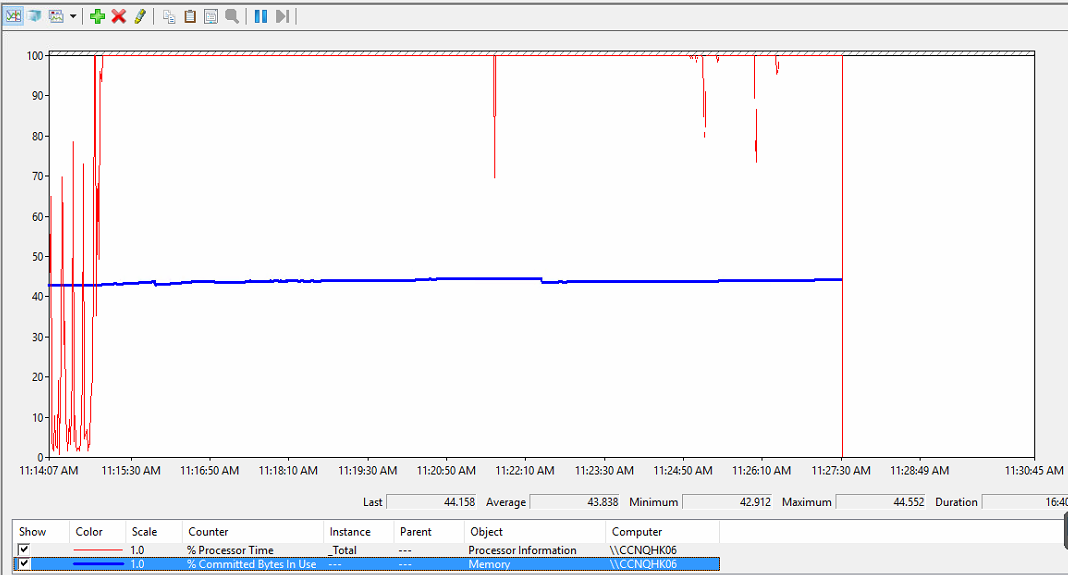 100
90
80
70
60
50
40
30
20
10
0
11:14:07 AM 11:15:30 AM 11:16:50 AM 11:18:10 AM 11:19:30 AM 11:20:50 AM 11:22:10 AM 11:23:30 AM 11:24:50 AM 11:26:10 AM 11:27:30 AM 11:28:49 AM 11:30:45 AM
Last 44.158 Average 43.838 Minimum 42.912 Maximum 44.552 Duration 16:40
Show Color Scale Counter Instance Parent Object Computer
1.0 % Processor Time _Total --- Processor Information \\CCNQHK06
1.0 % Committed Bytes In Use --- --- Memory \\CCNQHK06